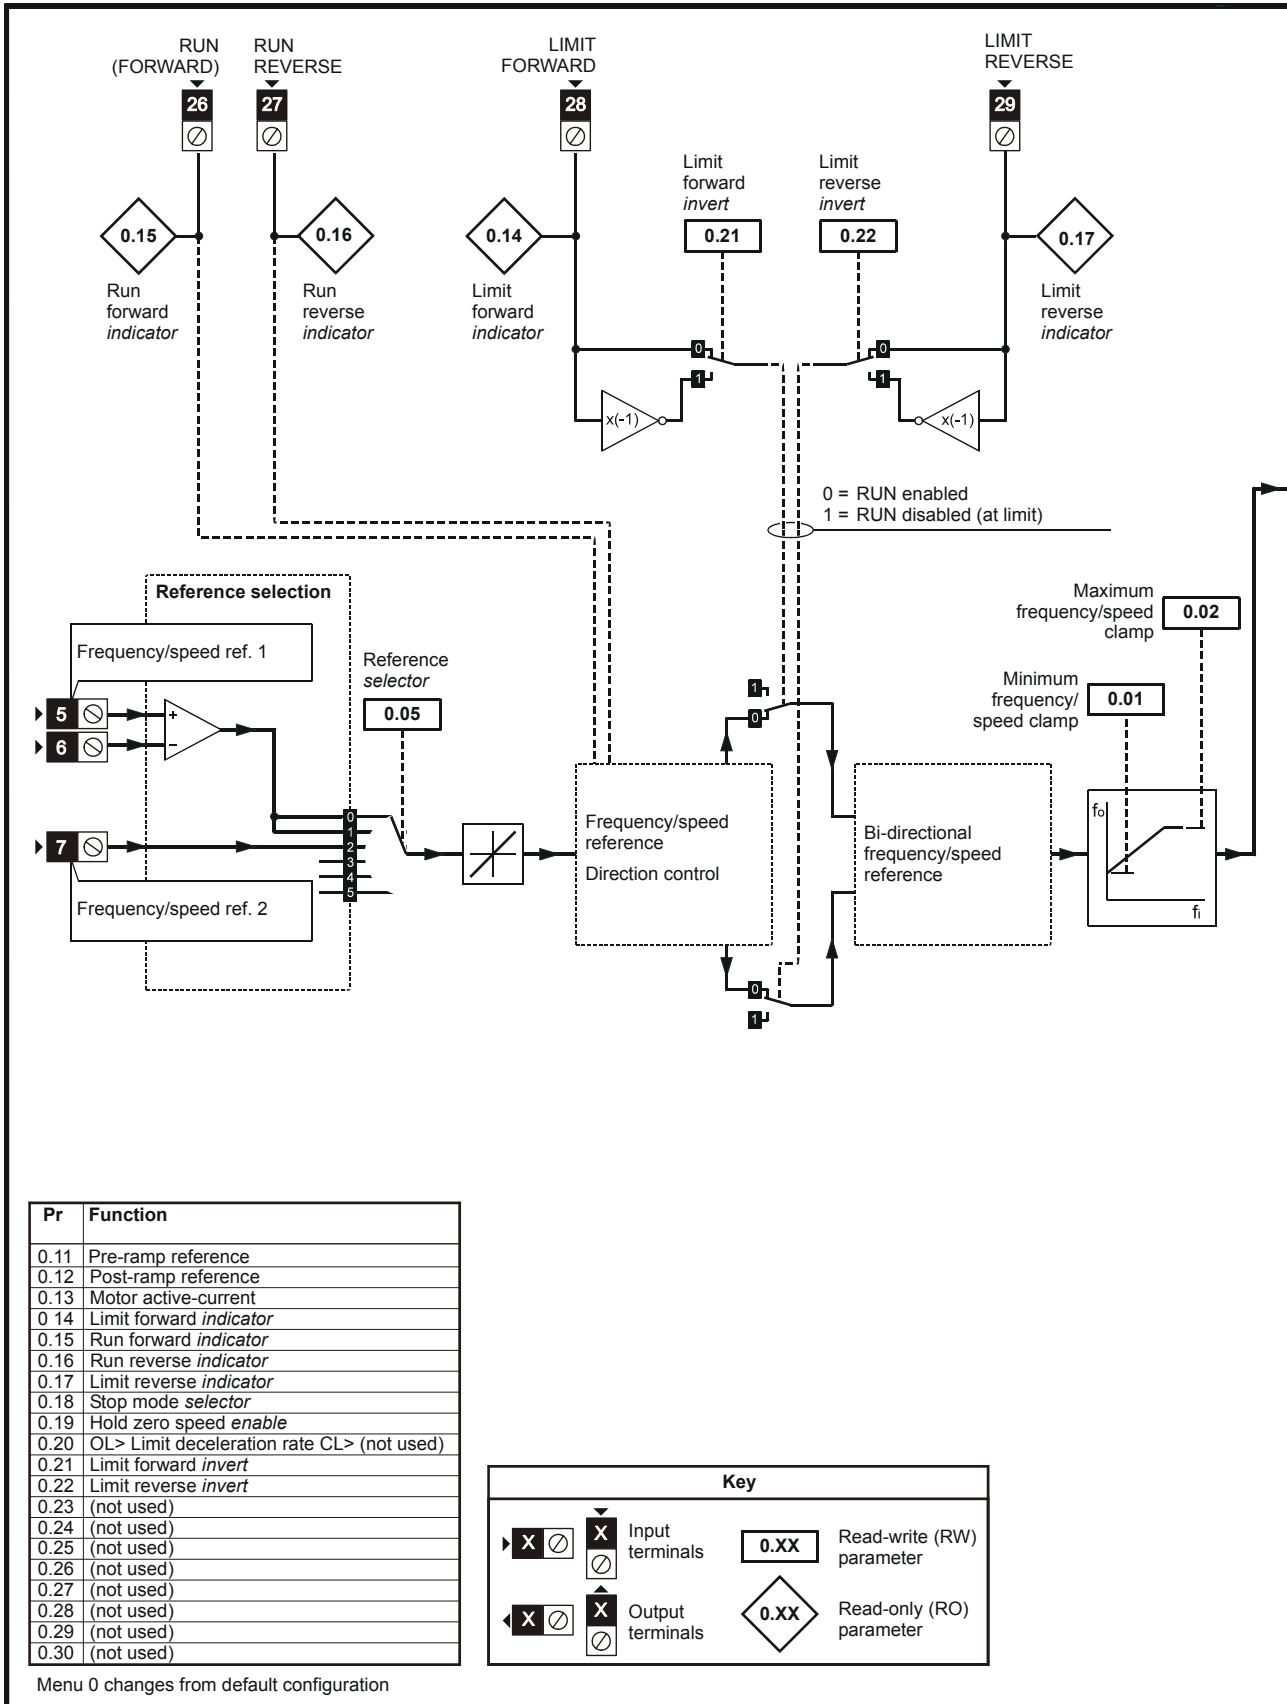 RUN
(FORWARD)
RUN
REVERSE
LIMIT
FORWARD
LIMIT
REVERSE
26
27
28
29
Limit
forward
invert
Limit
reverse
invert
0.15
0.16
0.14
0.21
0.22
0.17
Run
forward
indicator
Run
reverse
indicator
Limit
forward
indicator
Limit
reverse
indicator
0
1
0
1
x(-1)
x(-1)
0 = RUN enabled
1 = RUN disabled (at limit)
Reference selection
Frequency/speed ref. 1
5
6
+
−
7
Frequency/speed ref. 2
0
1
2
3
4
5
Reference
selector
0.05
Frequency/speed
reference
Direction control
1
0
0
1
Bi-directional
frequency/speed
reference
Maximum
frequency/speed
clamp
0.02
Minimum
frequency/
speed clamp
0.01
fo
fi
Pr Function
0.11 Pre-ramp reference
0.12 Post-ramp reference
0.13 Motor active-current
0 14 Limit forward indicator
0.15 Run forward indicator
0.16 Run reverse indicator
0.17 Limit reverse indicator
0.18 Stop mode selector
0.19 Hold zero speed enable
0.20 OL> Limit deceleration rate CL> (not used)
0.21 Limit forward invert
0.22 Limit reverse invert
0.23 (not used)
0.24 (not used)
0.25 (not used)
0.26 (not used)
0.27 (not used)
0.28 (not used)
0.29 (not used)
0.30 (not used)
Menu 0 changes from default configuration
Key
X
X
Input
terminals
0.XX
Read-write (RW)
parameter
X
X
Output
terminals
0.XX
Read-only (RO)
parameter